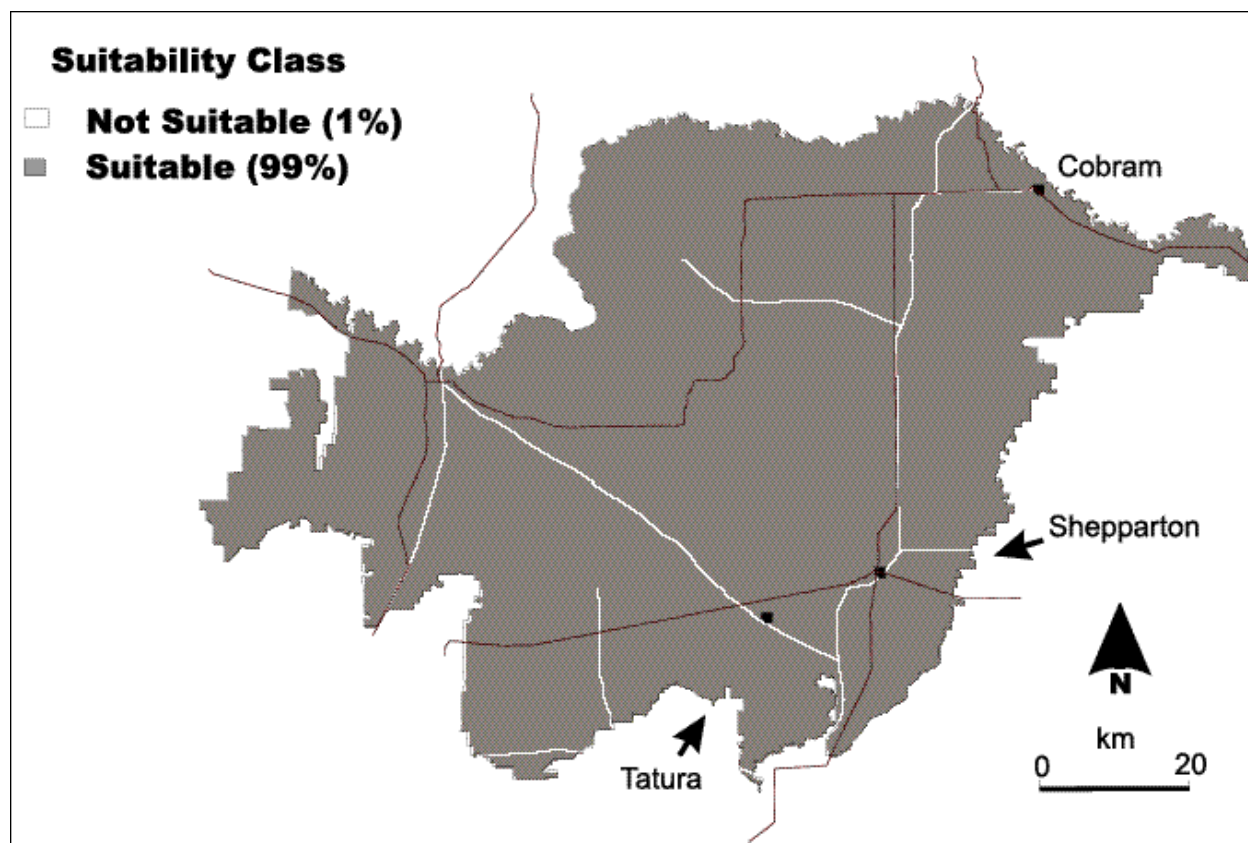 Suitability Class
Not Suitable (1%)
Suitable (99%)
Cobram
Shepparton
Tatura
N
km
0 20